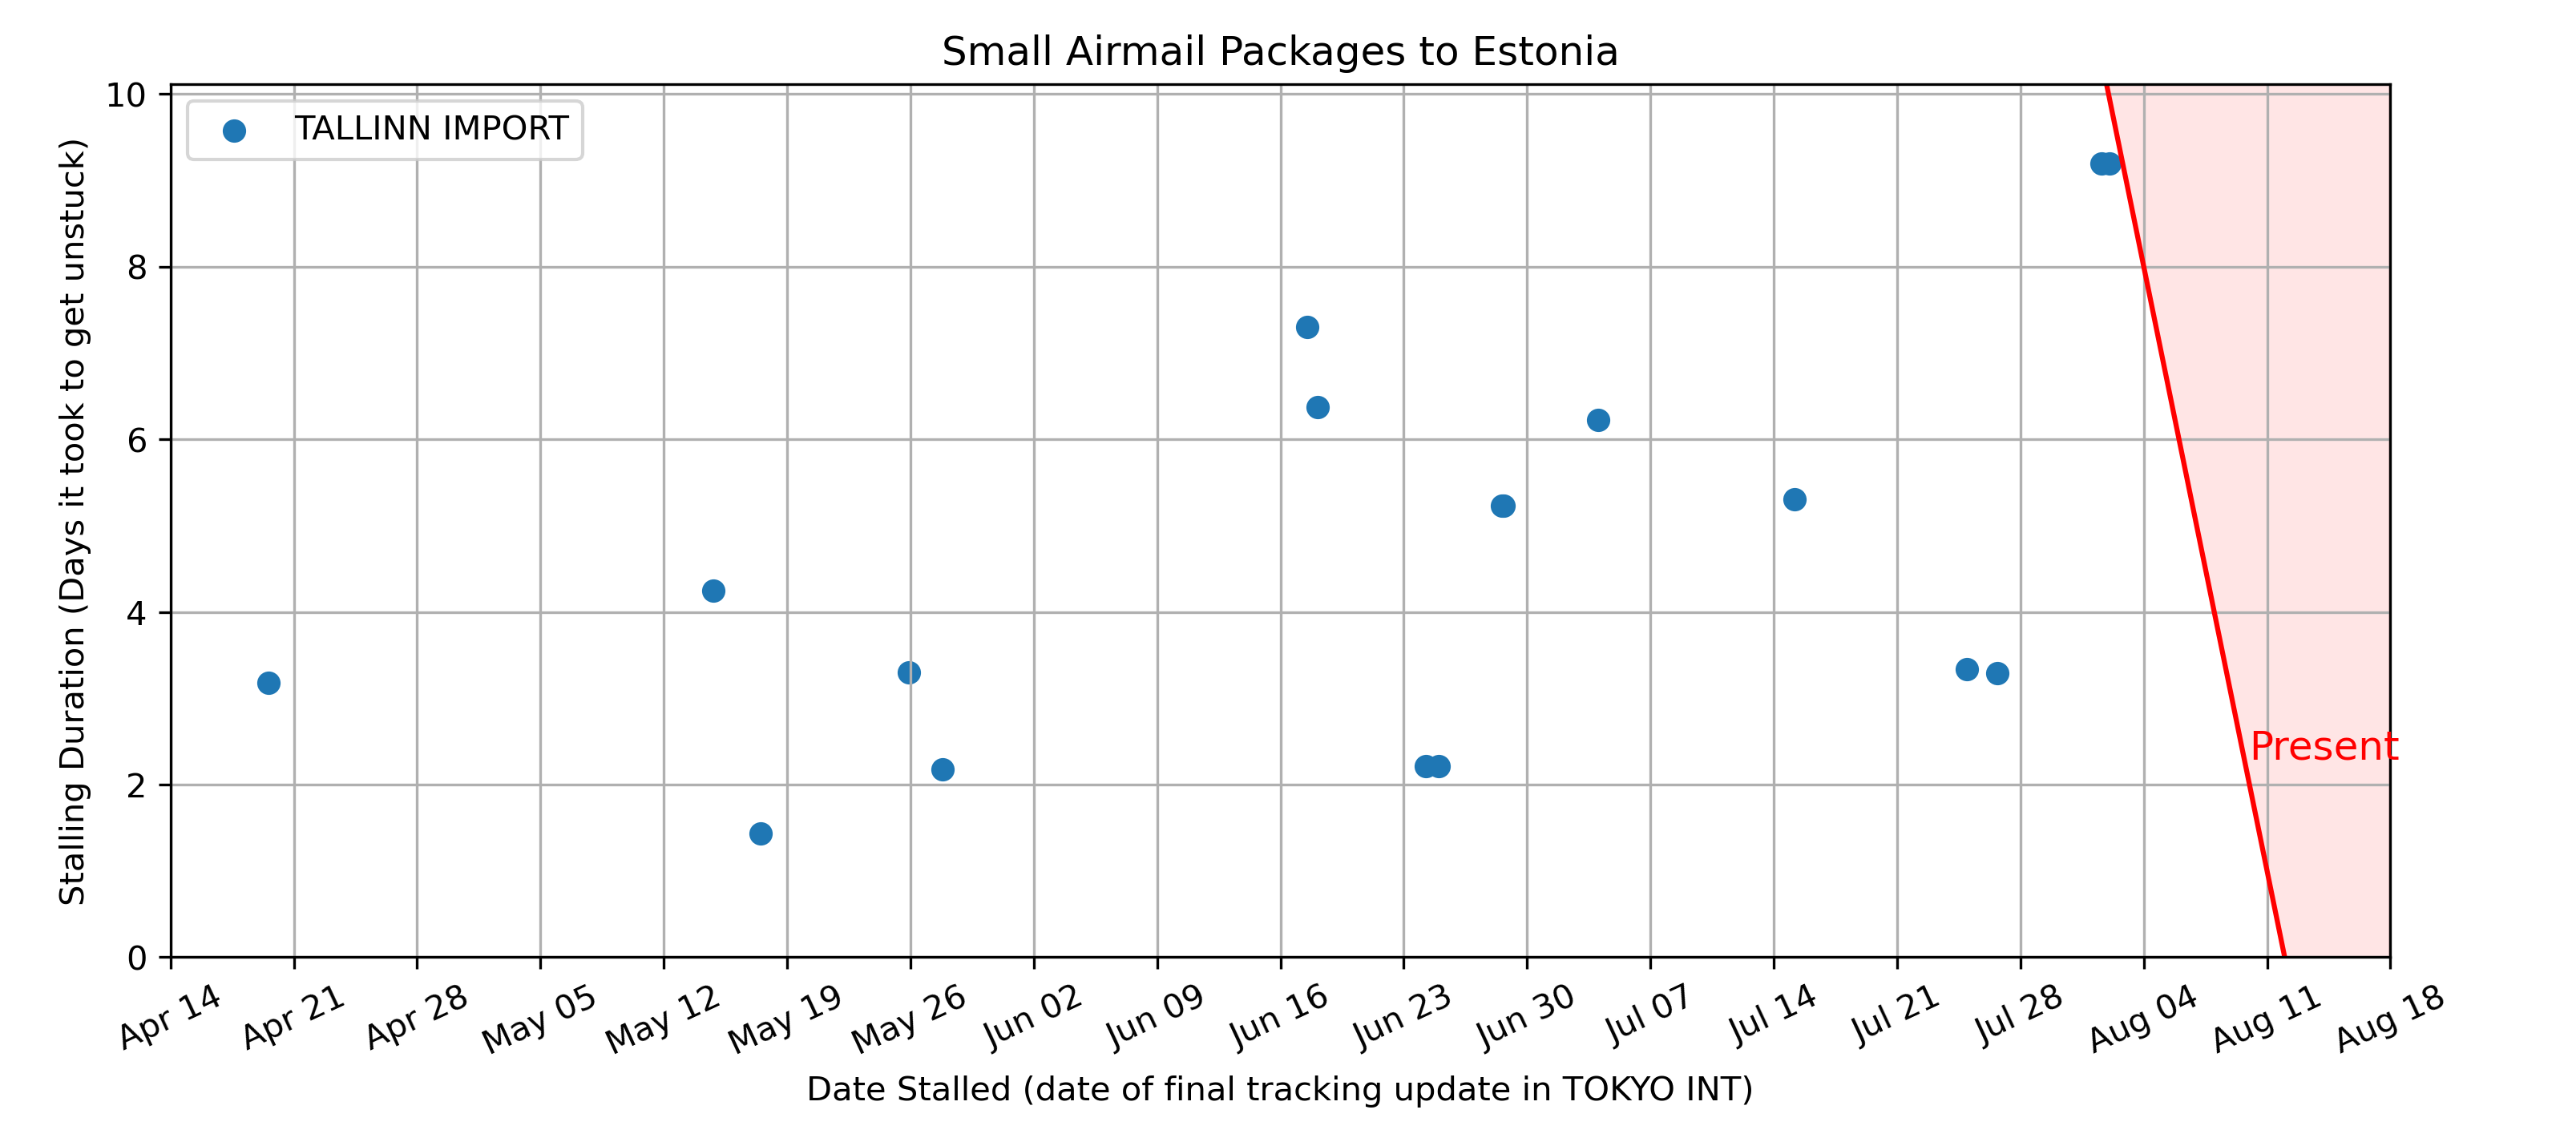 Small Airmail Packages to Estonia
TALLINN IMPORT
Stalling Duration (Days it took to get unstuck)
10
8
6
4
2
0
Present
Apr 14 Apr 21 Apr 28 May 05 May 12 May 19 May 26 Jun 02 Jun 09 Jun 16 Jun 23 Jun 30 Jul 07 Jul 14 Jul 21 Jul 28 Aug 04 Aug 11 Aug 18
Date Stalled (date of final tracking update in TOKYO INT)